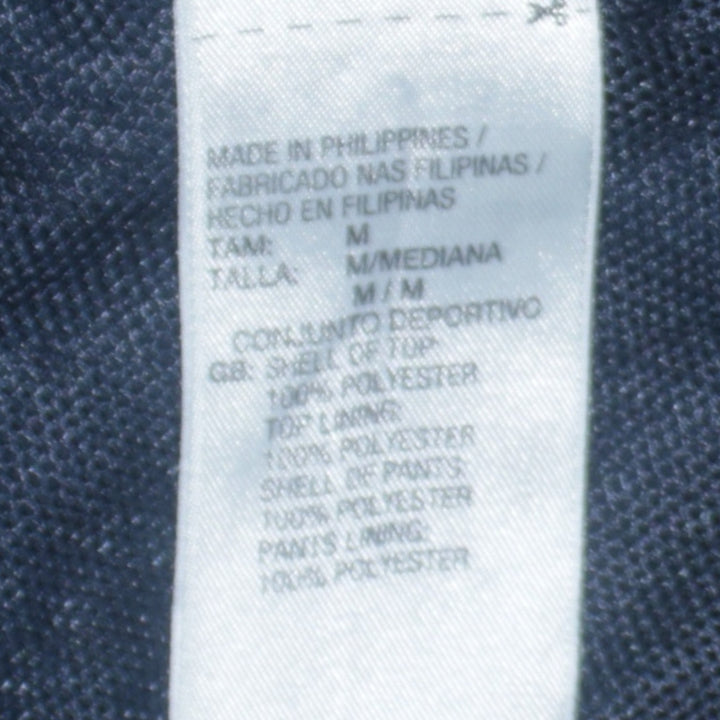 MADE IN PHILIPPINES /
FABRICADO NAS FILIPINAS /
HECHO EN FILIPINAS
TAM: M
TALLA: M/MEDIANA
M / M
CONJUNTO DEPORTIVO
GB: SHELL OF TOP:
100% POLYESTER
TOP LINING:
100% POLYESTER
SHELL OF PANTS:
100% POLYESTER
PANTS LINING:
100% POLYESTER